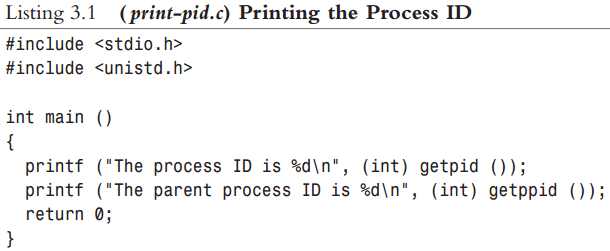 Listing 3.1 (print-pid.c) Printing the Process ID
#include <stdio.h>
#include <unistd.h>
int main ()
{
printf ("The process ID is %d\n", (int) getpid ());
printf ("The parent process ID is %d\n", (int) getppid ());
return 0;
}